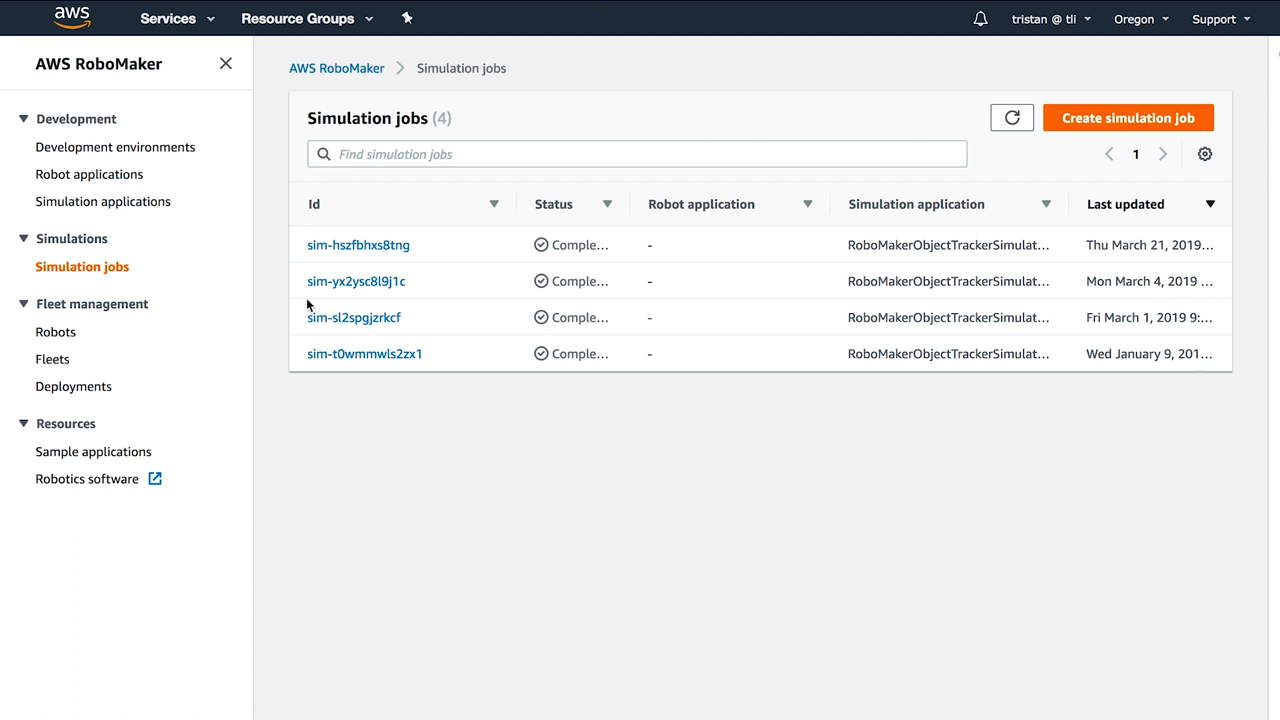 aws Services Resource Groups tristan @ tli Oregon Support
AWS RoboMaker
Development
Development environments
Robot applications
Simulation applications
Simulations
Simulation jobs
Fleet management
Robots
Fleets
Deployments
Resources
Sample applications
Robotics software
AWS RoboMaker Simulation jobs
Simulation jobs (4) Create simulation job
Find simulation jobs 1
Id Status Robot application Simulation application Last updated
sim-hszfbhxs8tng Comple... - RoboMakerObjectTrackerSimulat... Thu March 21, 2019...
sim-yx2ysc8l9j1c Comple... - RoboMakerObjectTrackerSimulat... Mon March 4, 2019 ...
sim-sl2spgjzrkcf Comple... - RoboMakerObjectTrackerSimulat... Fri March 1, 2019 9:...
sim-t0wmmwls2zx1 Comple... - RoboMakerObjectTrackerSimulat... Wed January 9, 201...